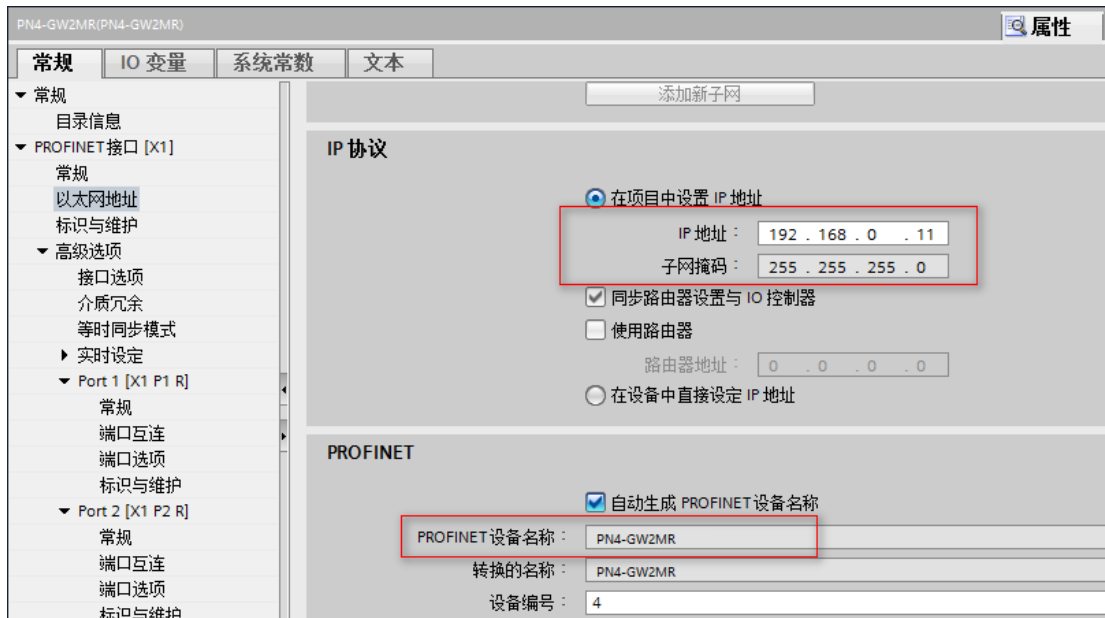 PN4-GW2MR(PN4-GW2MR)
属性
常规 IO 变量 系统常数 文本
常规
目录信息
PROFINET接口 [X1]
常规
以太网地址
标识与维护
高级选项
接口选项
介质冗余
等时同步模式
实时设定
Port 1 [X1 P1 R]
常规
端口互连
端口选项
标识与维护
Port 2 [X1 P2 R]
常规
端口互连
端口选项
标识与维护
添加新子网
IP 协议
在项目中设置 IP 地址
IP 地址： 192 . 168 . 0 . 11
子网掩码： 255 . 255 . 255 . 0
同步路由器设置与 IO 控制器
使用路由器
路由器地址： 0 . 0 . 0 . 0
在设备中直接设定 IP 地址
PROFINET
自动生成 PROFINET设备名称
PROFINET设备名称： PN4-GW2MR
转换的名称： PN4-GW2MR
设备编号： 4